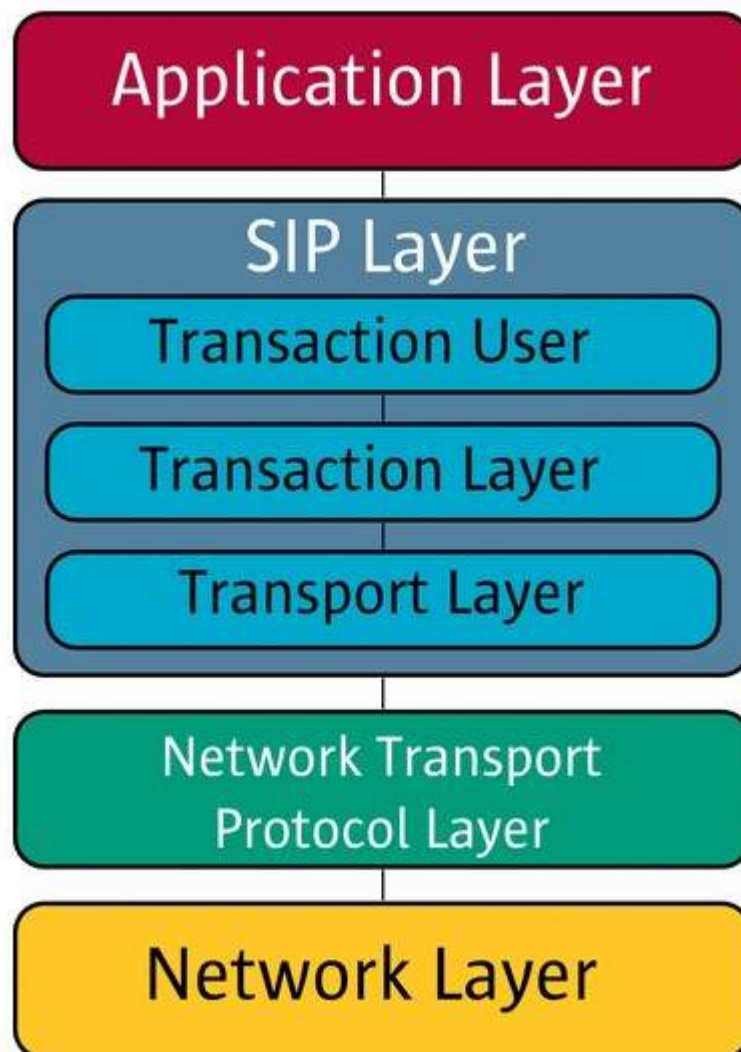 Application Layer
SIP Layer
Transaction User
Transaction Layer
Transport Layer
Network Transport
Protocol Layer
Network Layer